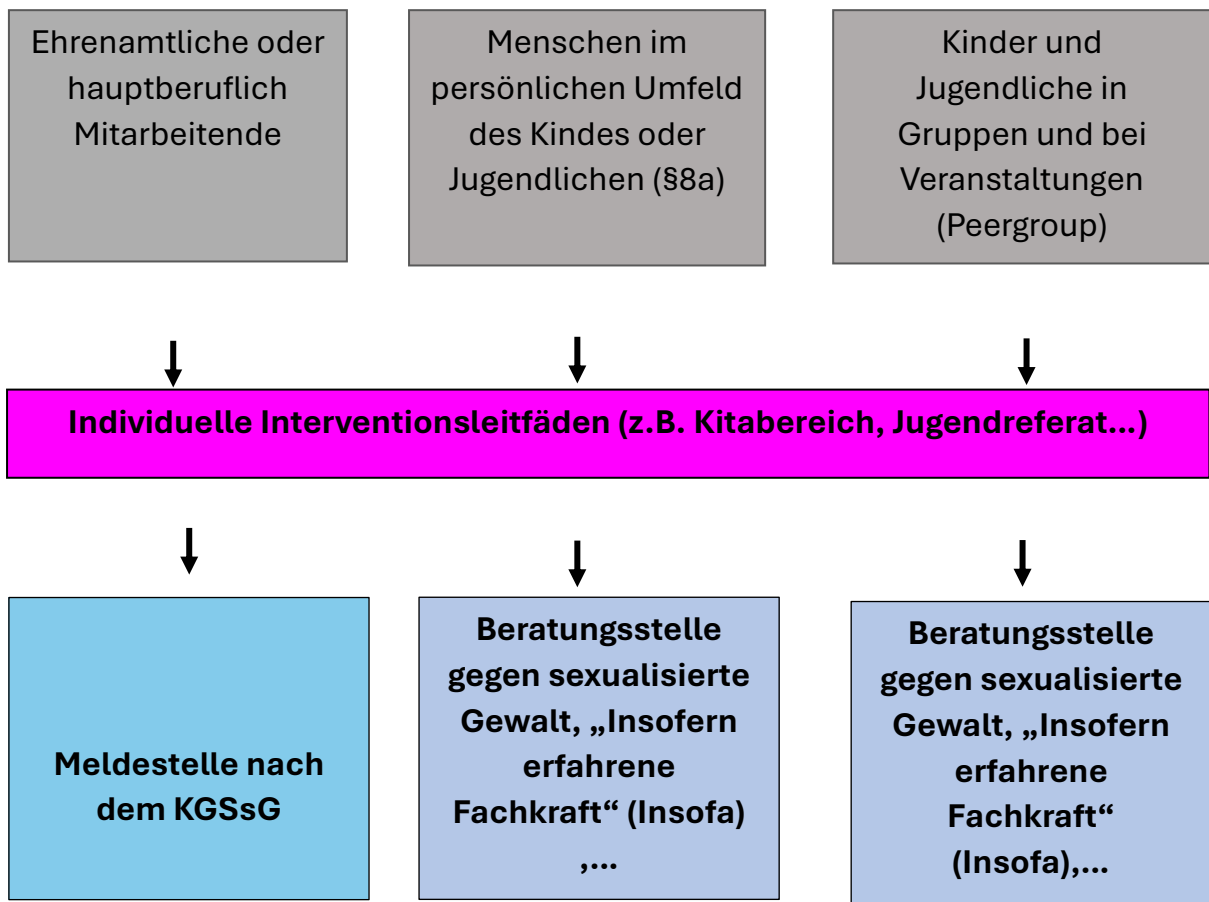 Ehrenamtliche oder
hauptberuflich
Mitarbeitende
Menschen im
persönlichen Umfeld
des Kindes oder
Jugendlichen (§8a)
Kinder und
Jugendliche in
Gruppen und bei
Veranstaltungen
(Peergroup)
Individuelle Interventionsleitfäden (z.B. Kitabereich, Jugendreferat...)
Meldestelle nach
dem KGSsG
Beratungsstelle
gegen sexualisierte
Gewalt, „Insofern
erfahrene
Fachkraft“ (Insofa)
,...
Beratungsstelle
gegen sexualisierte
Gewalt, „Insofern
erfahrene
Fachkraft“
(Insofa),...